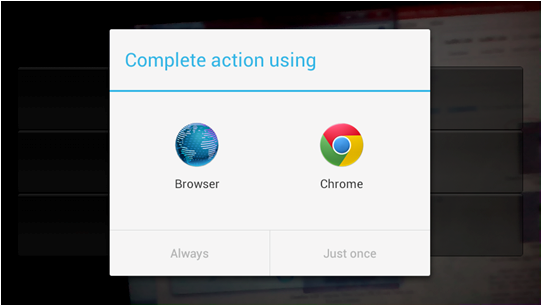 Complete action using
Browser Chrome
Always Just once